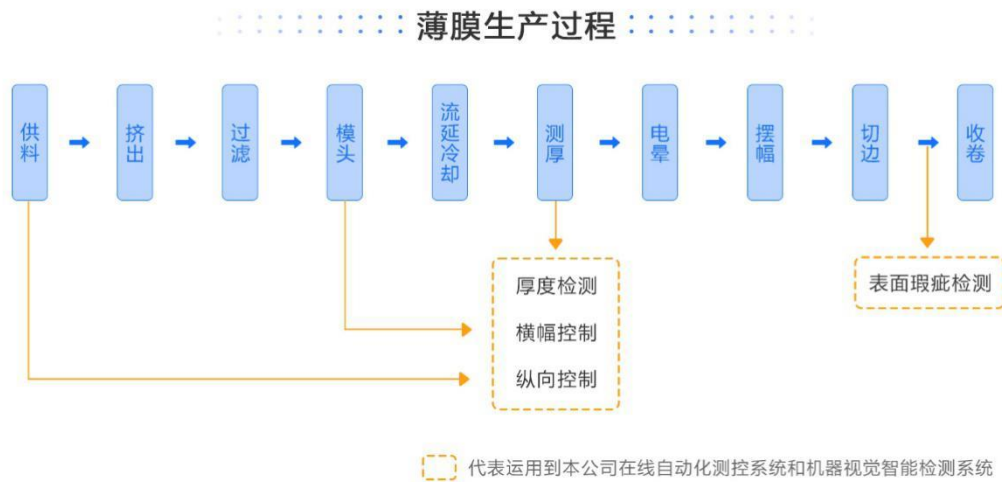 薄膜生产过程
供料
挤出
过滤
模头
流延冷却
测厚
电晕
摆幅
切边
收卷
厚度检测
横幅控制
纵向控制
表面瑕疵检测
代表运用到本公司在线自动化测控系统和机器视觉智能检测系统